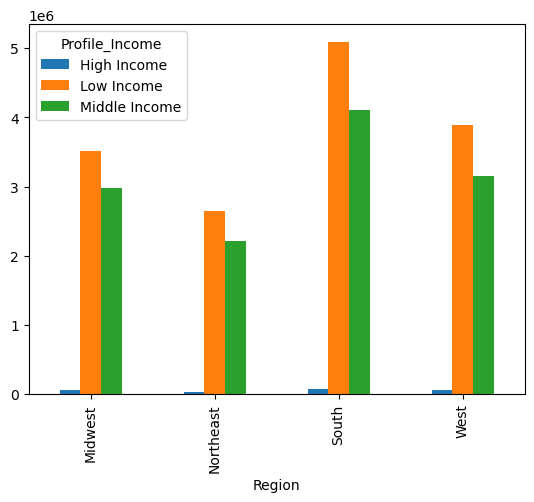 1e6
Profile_Income
High Income
Low Income
Middle Income
5
4
3
2
1
0
Midwest
Northeast
South
West
Region